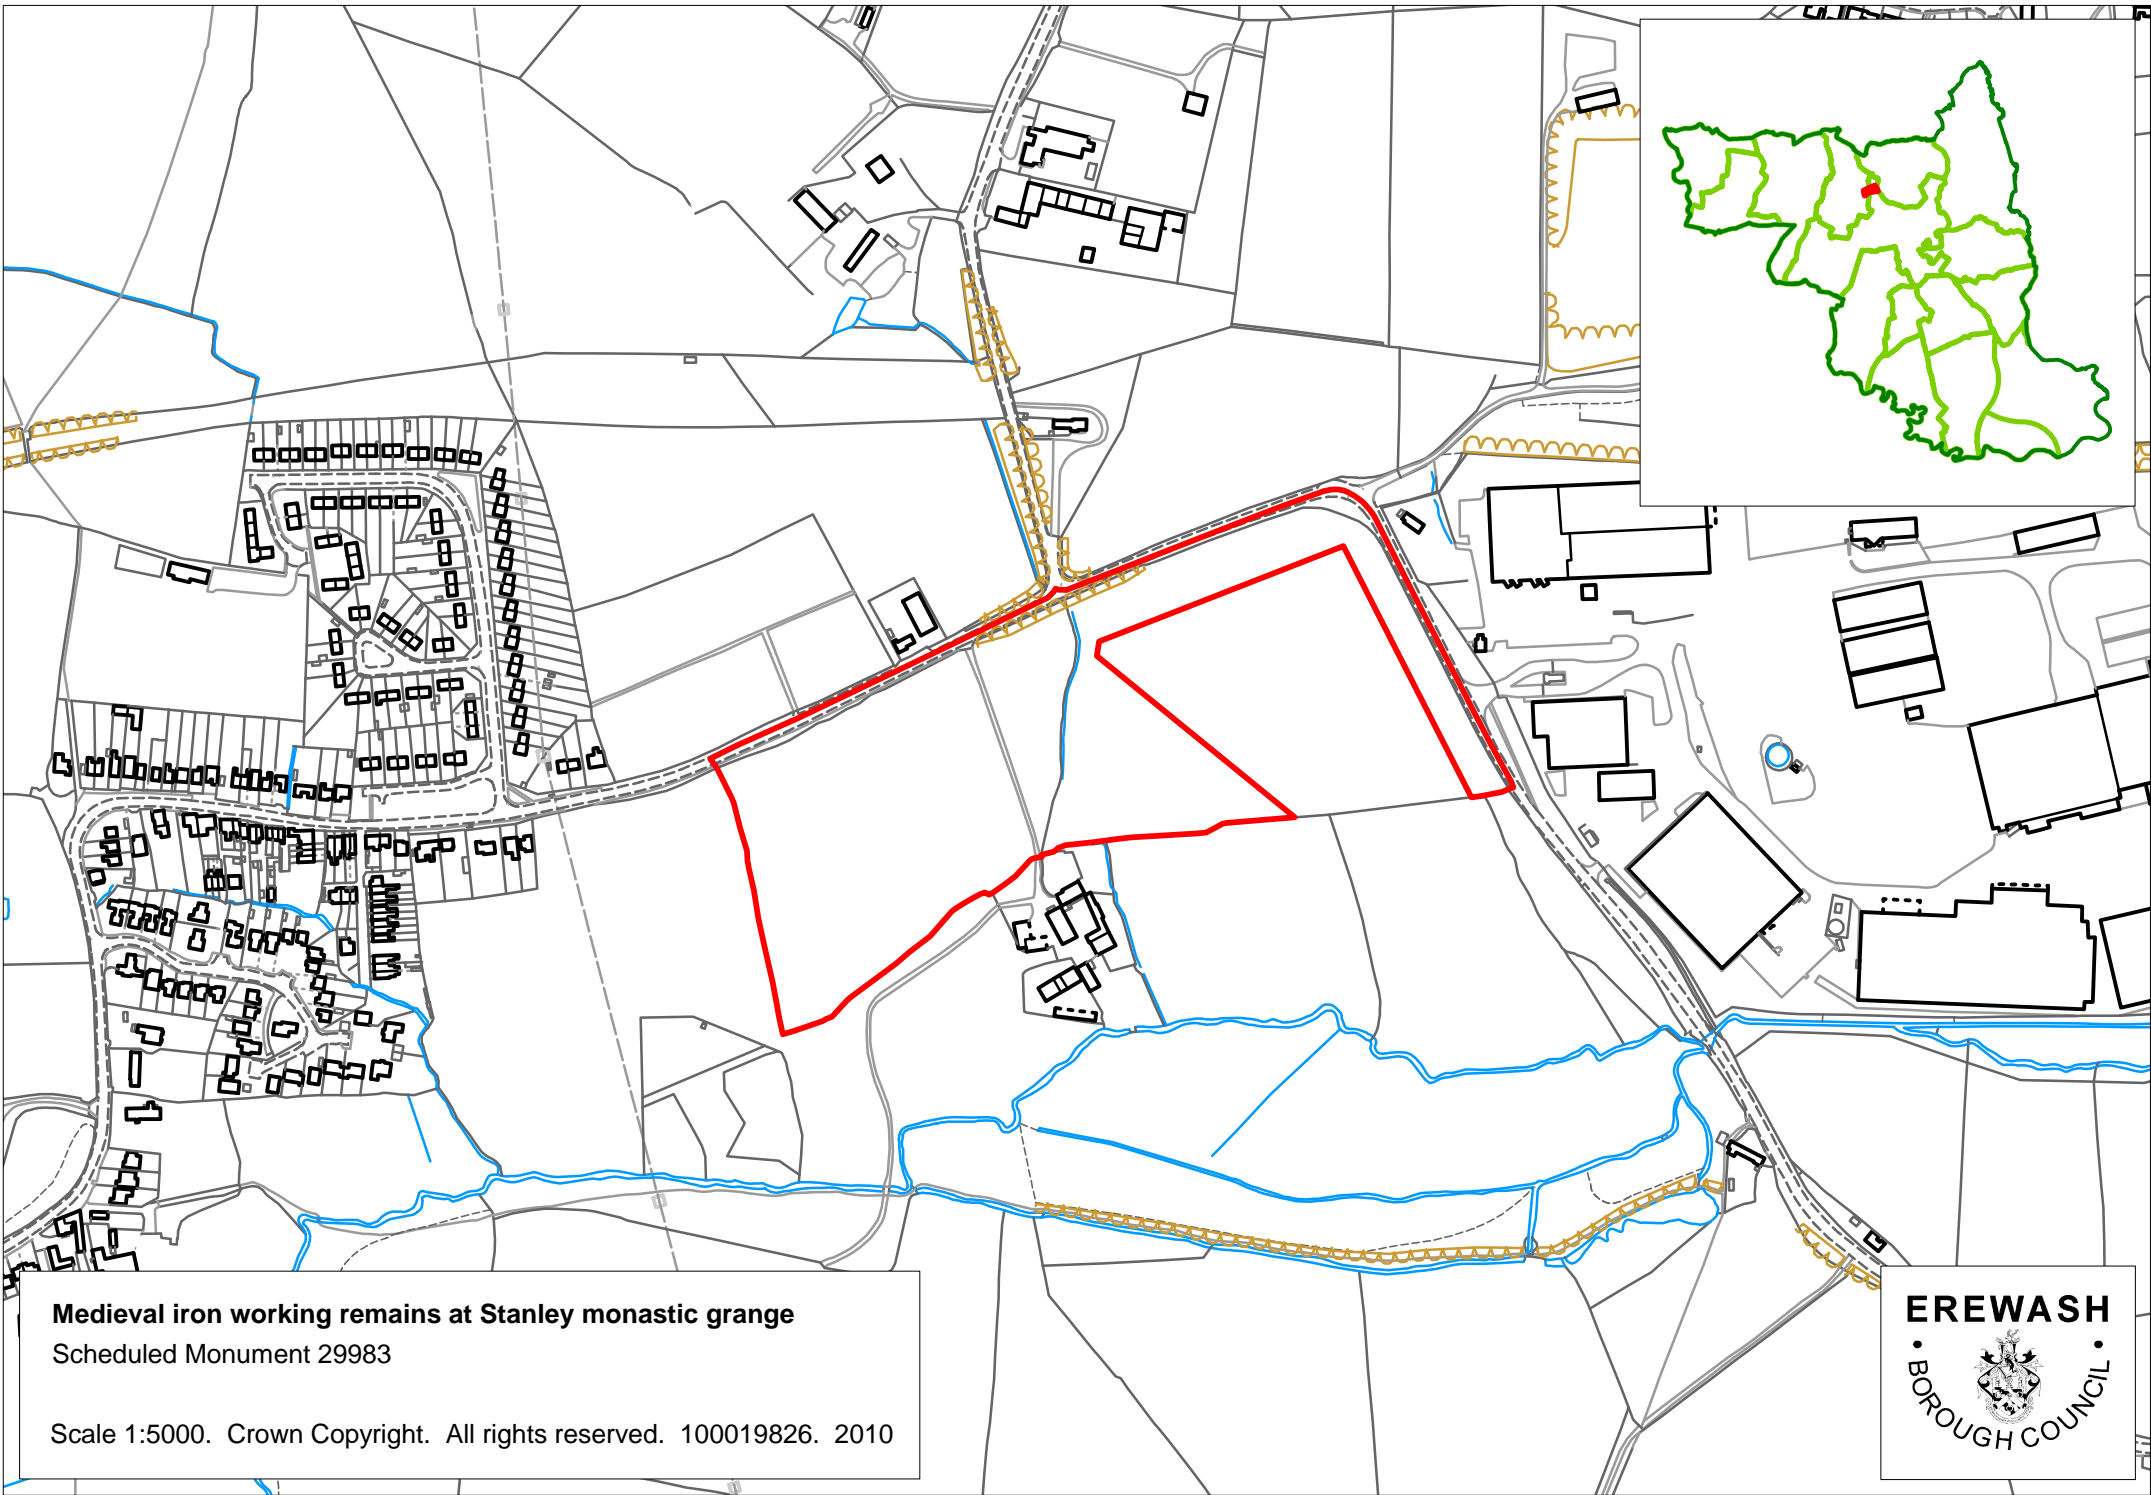 Medieval iron working remains at Stanley monastic grange
Scheduled Monument 29983
Scale 1:5000. Crown Copyright. All rights reserved. 100019826. 2010
EREWASH
• BOROUGH COUNCIL •